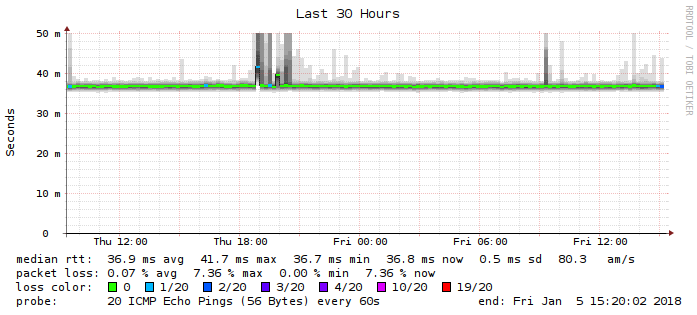 Last 30 Hours
RRDTOOL / TOBI OETIKER
Seconds
50 m
40 m
30 m
20 m
10 m
0
Thu 12:00 Thu 18:00 Fri 00:00 Fri 06:00 Fri 12:00
median rtt: 36.9 ms avg 41.7 ms max 36.7 ms min 36.8 ms now 0.5 ms sd 80.3 am/s
packet loss: 0.07 % avg 7.36 % max 0.00 % min 7.36 % now
loss color: 0 1/20 2/20 3/20 4/20 10/20 19/20
probe: 20 ICMP Echo Pings (56 Bytes) every 60s end: Fri Jan 5 15:20:02 2018